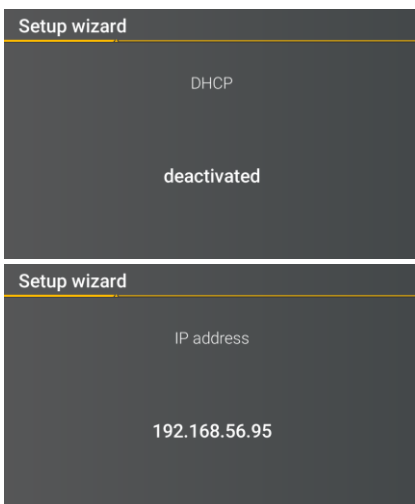 Setup wizard
DHCP
deactivated
Setup wizard
IP address
192.168.56.95